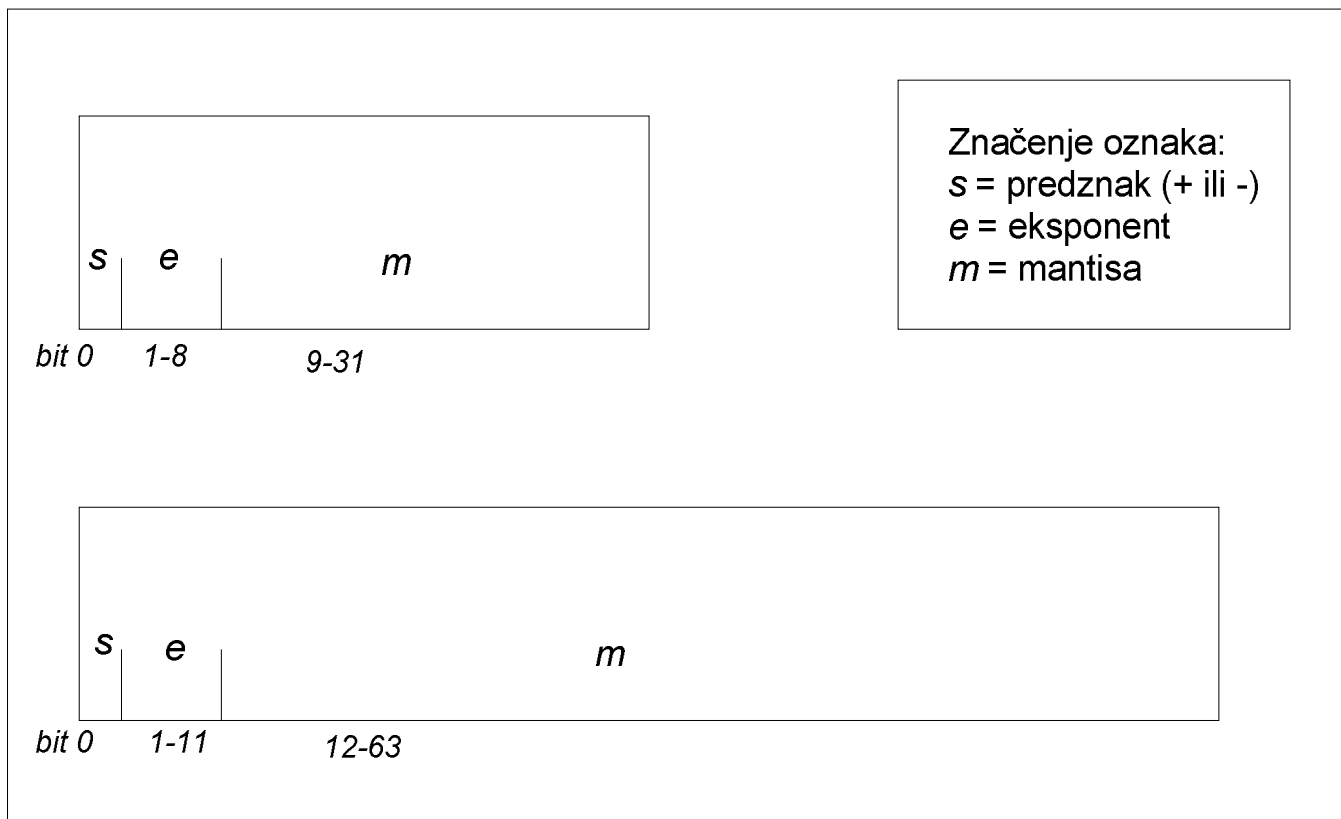 Značenje oznaka:
s = predznak (+ ili -)
e = eksponent
m = mantisa
s e m
bit 0 1-8 9-31
s e m
bit 0 1-11 12-63